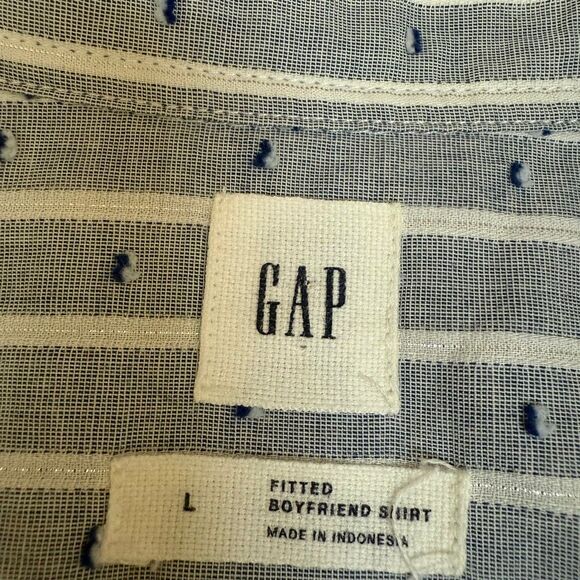 GAP
L
FITTED
BOYFRIEND SHIRT
MADE IN INDONESIA